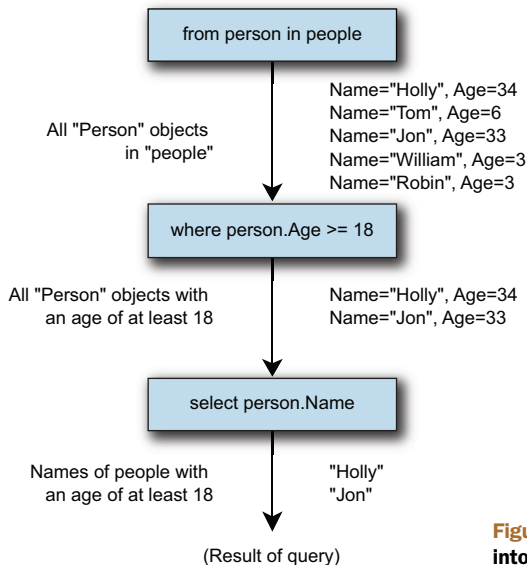 from person in people
All "Person" objects
in "people"
Name="Holly", Age=34
Name="Tom", Age=6
Name="Jon", Age=33
Name="William", Age=3
Name="Robin", Age=3
where person.Age >= 18
All "Person" objects with
an age of at least 18
Name="Holly", Age=34
Name="Jon", Age=33
select person.Name
Names of people with
an age of at least 18
"Holly"
"Jon"
(Result of query)
into